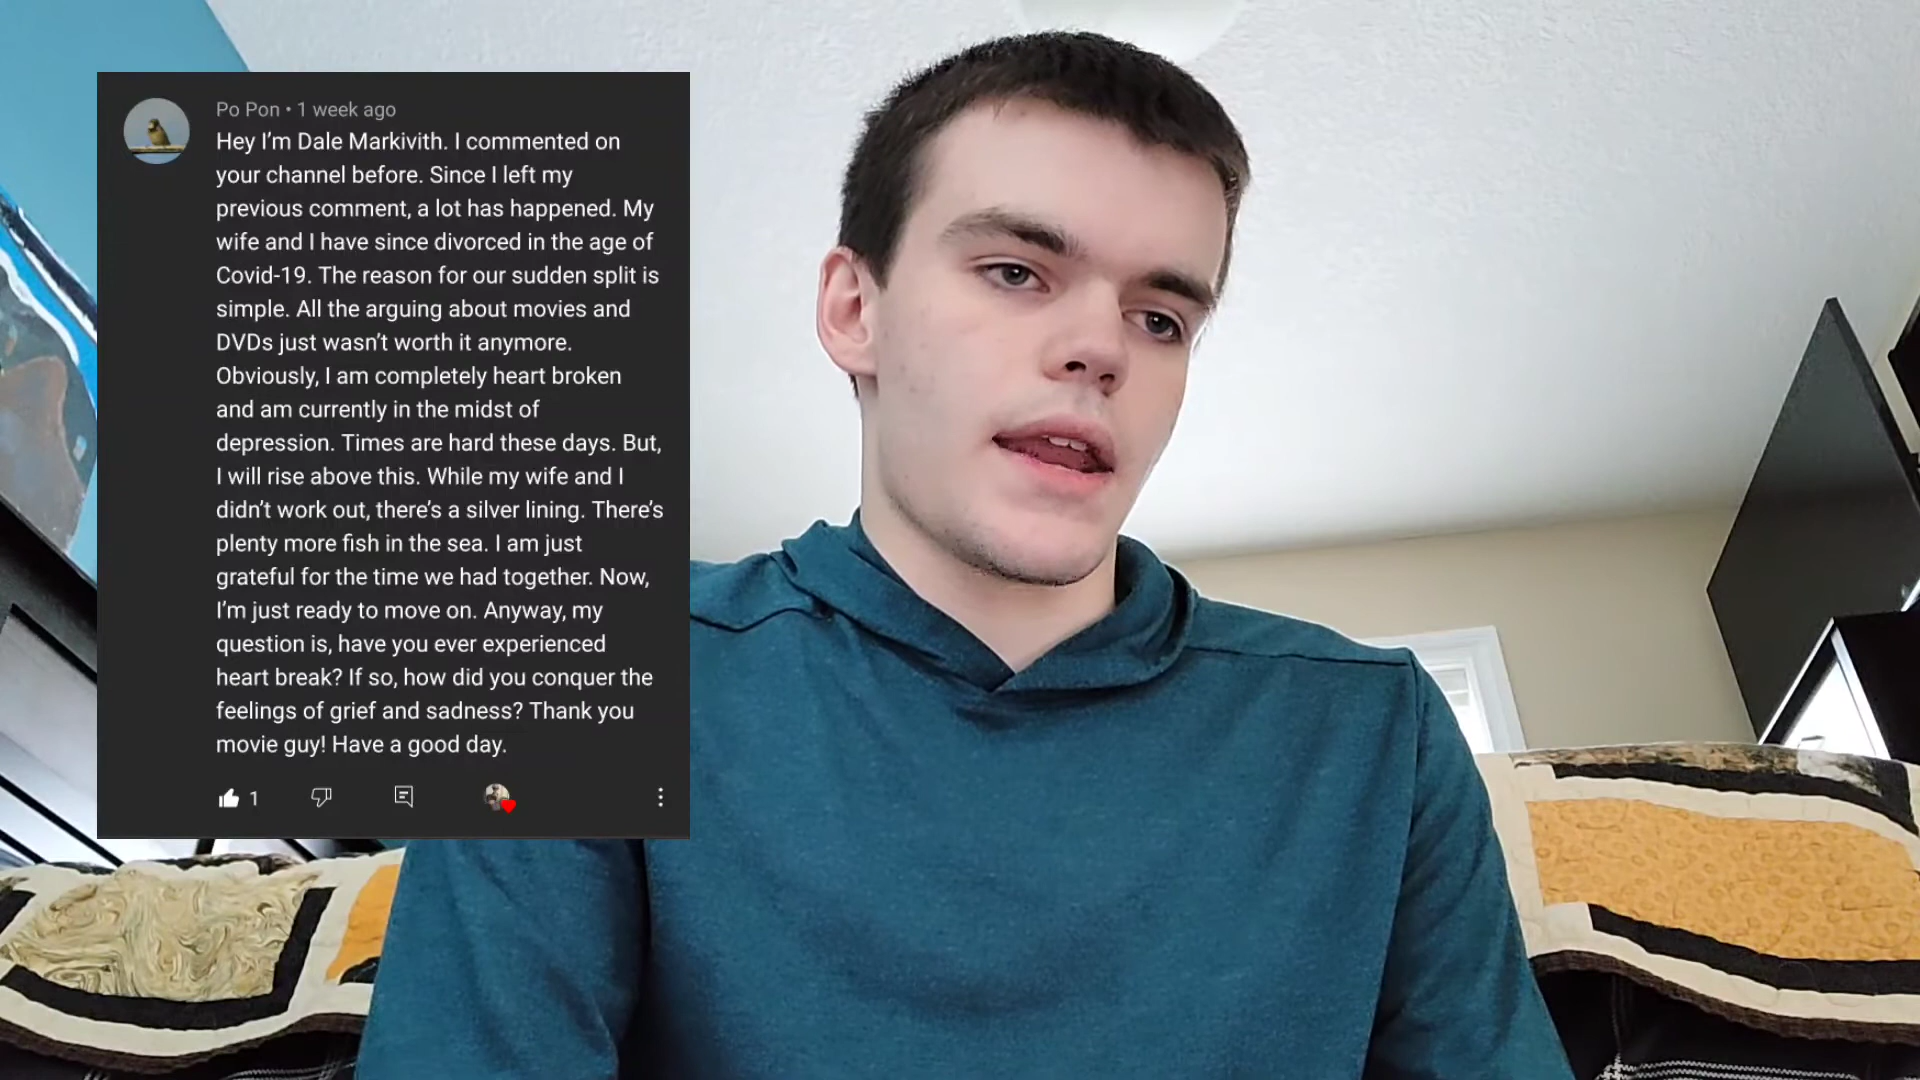 Po Pon • 1 week ago
Hey I’m Dale Markivith. I commented on
your channel before. Since I left my
previous comment, a lot has happened. My
wife and I have since divorced in the age of
Covid-19. The reason for our sudden split is
simple. All the arguing about movies and
DVDs just wasn’t worth it anymore.
Obviously, I am completely heart broken
and am currently in the midst of
depression. Times are hard these days. But,
I will rise above this. While my wife and I
didn’t work out, there’s a silver lining. There’s
plenty more fish in the sea. I am just
grateful for the time we had together. Now,
I’m just ready to move on. Anyway, my
question is, have you ever experienced
heart break? If so, how did you conquer the
feelings of grief and sadness? Thank you
movie guy! Have a good day.
1